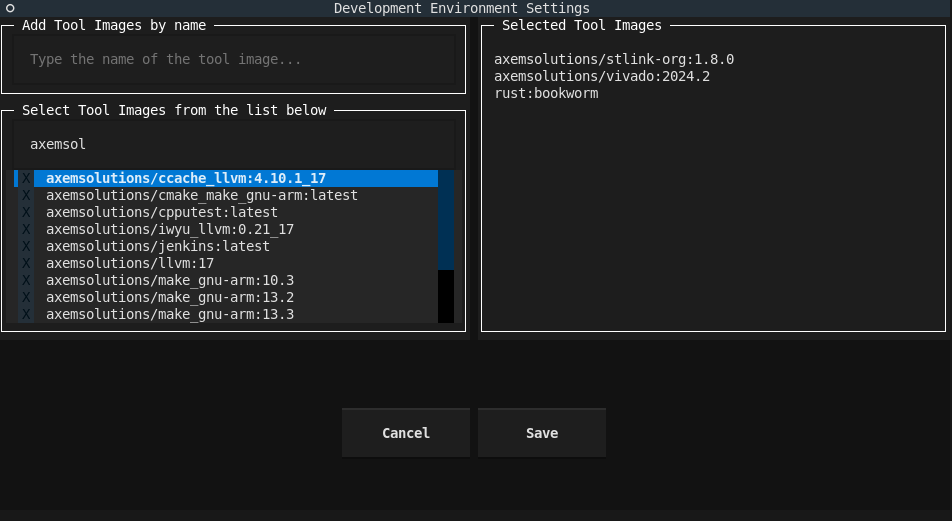 Development Environment Settings
Add Tool Images by name
Type the name of the tool image...
Select Tool Images from the list below
axemsol
X axemsolutions/ccache_llvm:4.10.1_17
X axemsolutions/cmake_make_gnu-arm:latest
X axemsolutions/cpputest:latest
X axemsolutions/iwyu_llvm:0.21_17
X axemsolutions/jenkins:latest
X axemsolutions/llvm:17
X axemsolutions/make_gnu-arm:10.3
X axemsolutions/make_gnu-arm:13.2
X axemsolutions/make_gnu-arm:13.3
Selected Tool Images
axemsolutions/stlink-org:1.8.0
axemsolutions/vivado:2024.2
rust:bookworm
Cancel
Save